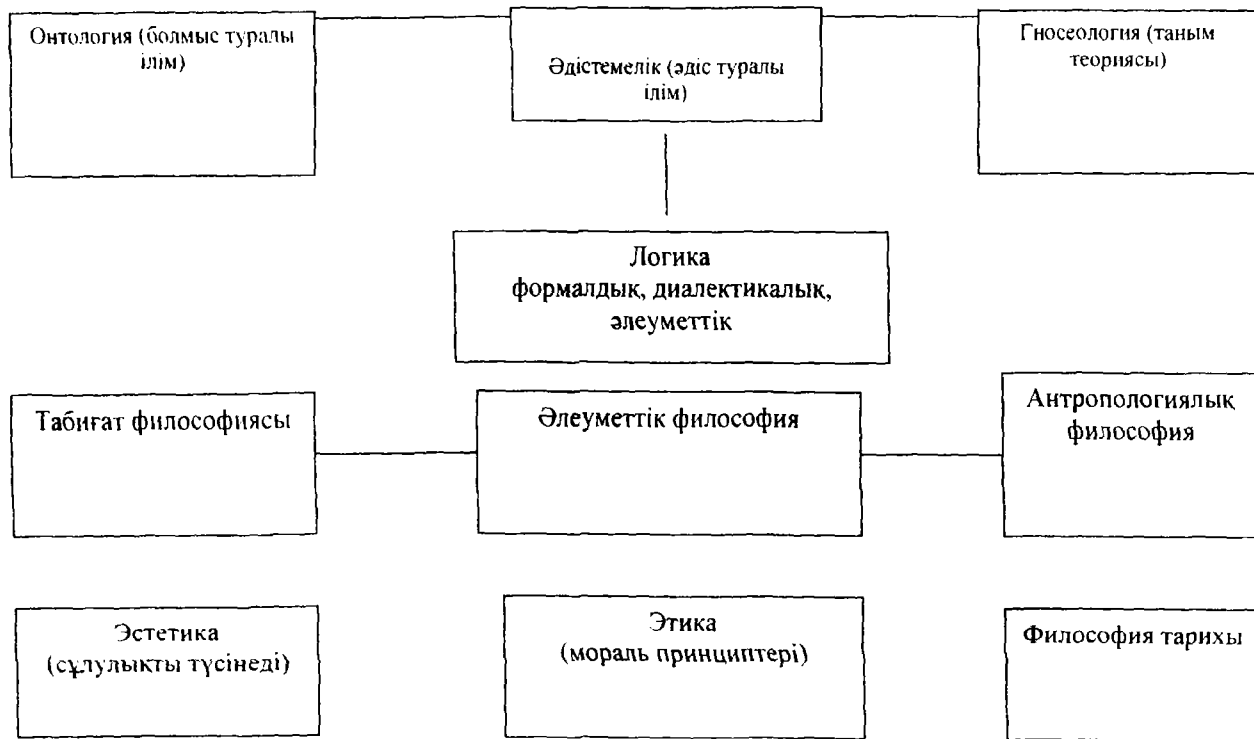 Онтология (болмыс туралы
ілім)
Әдістемелік (әдіс туралы
ілім)
Гносеология (таным
теориясы)
Логика
формалдық, диалектикалық,
әлеуметтік
Табиғат философиясы
Әлеуметтік философия
Антропологиялық
философия
Эстетика
(сұлулықты түсінеді)
Этика
(мораль принциптері)
Философия тарихы